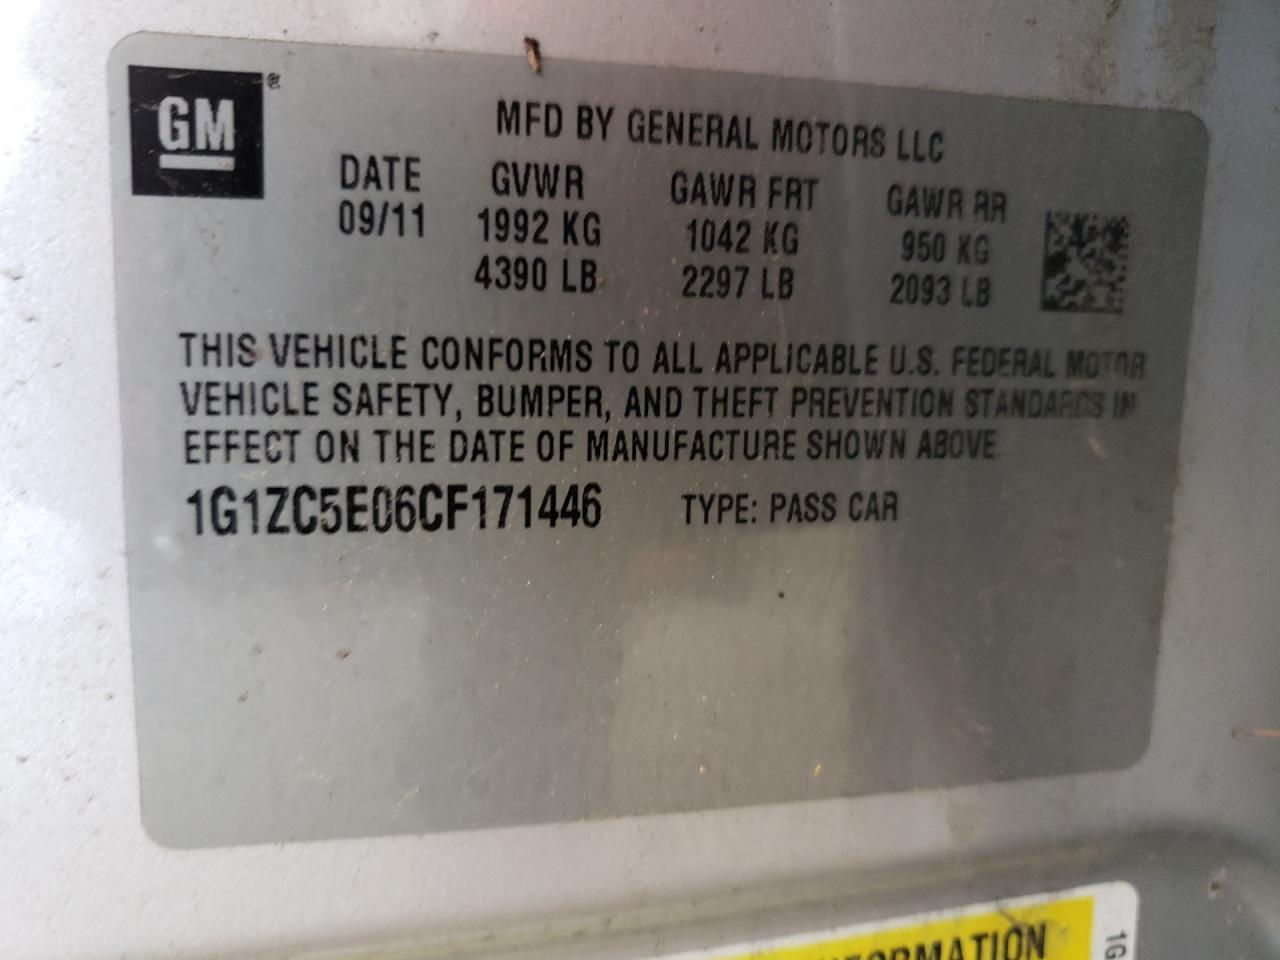 GM ®
MFD BY GENERAL MOTORS LLC
DATE GVWR GAWR FRT GAWR RR
09/11 1992 KG 1042 KG 950 KG
4390 LB 2297 LB 2093 LB
THIS VEHICLE CONFORMS TO ALL APPLICABLE U.S. FEDERAL MOTOR
VEHICLE SAFETY, BUMPER, AND THEFT PREVENTION STANDARDS IN
EFFECT ON THE DATE OF MANUFACTURE SHOWN ABOVE.
1G1ZC5E06CF171446 TYPE: PASS CAR
1G